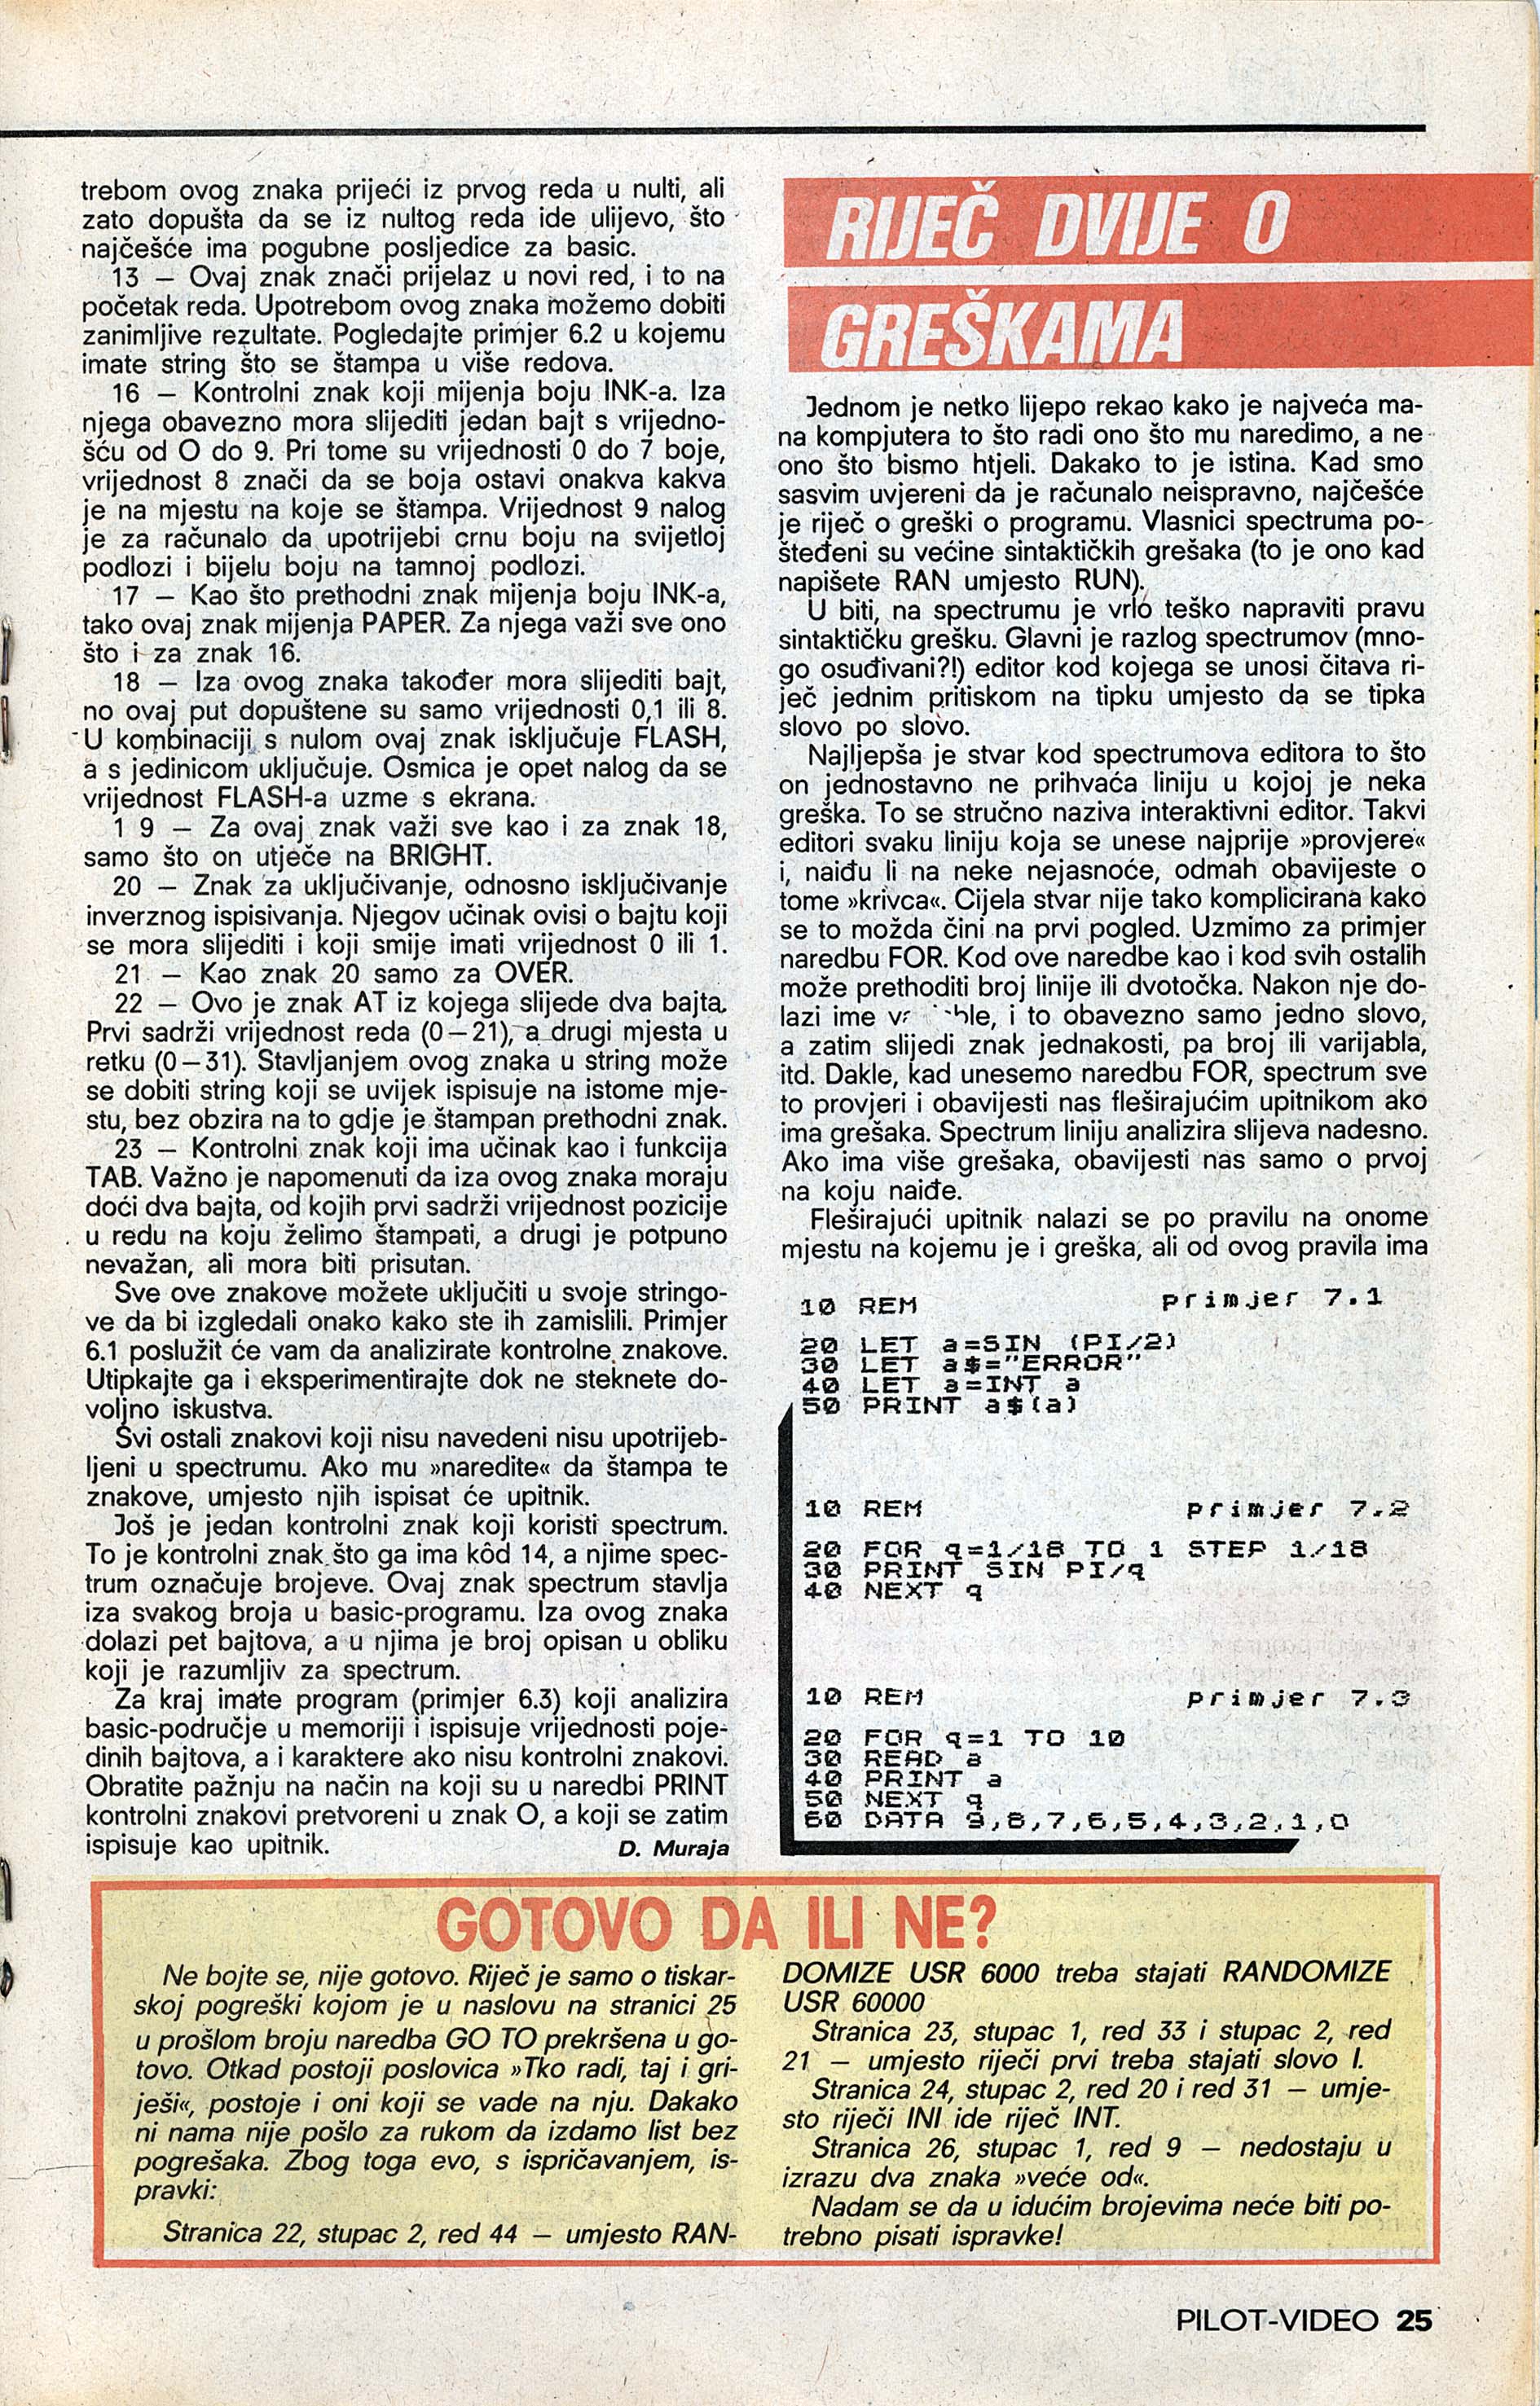 trebom ovog znaka prijeći iz prvog reda u nulti, ali
zato dopušta da se iz nultog reda ide ulijevo, što
najčešće ima pogubne posljedice za basic.
13 — Ovaj znak znači prijelaz u novi red, i to na
početak reda. Upotrebom ovog znaka možemo dobiti
zanimljive rezultate. Pogledajte primjer 6.2 u kojemu
imate string što se štampa u više redova.
16 — Kontrolni znak koji mijenja boju INK-a. Iza
njega obavezno mora slijediti jedan bajt s vrijedno-
šću od O do 9. Pri tome su vrijednosti 0 do 7 boje,
vrijednost 8 znači da se boja ostavi onakva kakva
je na mjestu na koje se štampa. Vrijednost 9 nalog
je za računalo da upotrijebi crnu boju na svijetloj
podlozi i bijelu boju na tamnoj podlozi.
17 — Kao što prethodni znak mijenja boju INK-a,
tako ovaj znak mijenja PAPER. Za njega važi sve ono
što i za znak 16.
18 — Iza ovog znaka također mora slijediti bajt,
no ovaj put dopuštene su samo vrijednosti 0,1 ili 8.
U kombinaciji s nulom ovaj znak isključuje FLASH,
a s jedinicom uključuje. Osmica je opet nalog da se
vrijednost FLASH-a uzme s ekrana.
1 9 — Za ovaj znak važi sve kao i za znak 18,
samo što on utječe na BRIGHT.
20 — Znak za uključivanje, odnosno isključivanje
inverznog ispisivanja. Njegov učinak ovisi o bajtu koji
se mora slijediti i koji smije imati vrijednost 0 ili 1.
21 — Kao znak 20 samo za OVER.
22 — Ovo je znak AT iz kojega slijede dva bajta.
Prvi sadrži vrijednost reda (0—21), a drugi mjesta u
retku (0—31). Stavljanjem ovog znaka u string može
se dobiti string koji se uvijek ispisuje na istome mje-
stu, bez obzira na to gdje je štampan prethodni znak.
23 — Kontrolni znak koji ima učinak kao i funkcija
TAB. Važno je napomenuti da iza ovog znaka moraju
doći dva bajta, od kojih prvi sadrži vrijednost pozicije
u redu na koju želimo štampati, a drugi je potpuno
nevažan, ali mora biti prisutan.
Sve ove znakove možete uključiti u svoje stringo-
ve da bi izgledali onako kako ste ih zamislili. Primjer
6.1 poslužit će vam da analizirate kontrolne znakove.
Utipkajte ga i eksperimentirajte dok ne steknete do-
voljno iskustva.
Svi ostali znakovi koji nisu navedeni nisu upotrijeb-
ljeni u spectrumu. Ako mu »naredite« da štampa te
znakove, umjesto njih ispisat će upitnik.
Još je jedan kontrolni znak koji koristi spectrum.
To je kontrolni znak što ga ima kôd 14, a njime spec-
trum označuje brojeve. Ovaj znak spectrum stavlja
iza svakog broja u basic-programu. Iza ovog znaka
dolazi pet bajtova, a u njima je broj opisan u obliku
koji je razumljiv za spectrum.
Za kraj imate program (primjer 6.3) koji analizira
basic-područje u memoriji i ispisuje vrijednosti poje-
dinih bajtova, a i karaktere ako nisu kontrolni znakovi.
Obratite pažnju na način na koji su u naredbi PRINT
kontrolni znakovi pretvoreni u znak O, a koji se zatim
ispisuje kao upitnik.
D. Muraja
RIJEČ DVIJE O
GREŠKAMA
Jednom je netko lijepo rekao kako je najveća ma-
na kompjutera to što radi ono što mu naredimo, a ne
ono što bismo htjeli. Dakako to je istina. Kad smo
sasvim uvjereni da je računalo neispravno, najčešće
je riječ o greški o programu. Vlasnici spectruma po-
šteđeni su većine sintaktičkih grešaka (to je ono kad
napišete RAN umjesto RUN).
U biti, na spectrumu je vrlo teško napraviti pravu
sintaktičku grešku. Glavni je razlog spectrumov (mno-
go osuđivani?!) editor kod kojega se unosi čitava ri-
ječ jednim pritiskom na tipku umjesto da se tipka
slovo po slovo.
Najljepša je stvar kod spectrumova editora to što
on jednostavno ne prihvaća liniju u kojoj je neka
greška. To se stručno naziva interaktivni editor. Takvi
editori svaku liniju koja se unese najprije »provjere«
i, naiđu li na neke nejasnoće, odmah obavijeste o
tome »krivca«. Cijela stvar nije tako komplicirana kako
se to možda čini na prvi pogled. Uzmimo za primjer
naredbu FOR. Kod ove naredbe kao i kod svih ostalih
može prethoditi broj linije ili dvotočka. Nakon nje do-
lazi ime i to obavezno samo jedno slovo,
a zatim slijedi znak jednakosti, pa broj ili varijabla,
itd. Dakle, kad unesemo naredbu FOR, spectrum sve
to provjeri i obavijesti nas fleširajućim upitnikom ako
ima grešaka. Spectrum liniju analizira slijeva nadesno.
Ako ima više grešaka, obavijesti nas samo o prvoj
na koju naiđe.
Fleširajući upitnik nalazi se po pravilu na onome
mjestu na kojemu je i greška, ali od ovog pravila ima
10 REM primjer 7.1
20 LET a=SIN (PI/2)
30 LET a$="ERROR"
40 LET a=INT a
50 PRINT a$(a)
10 REM primjer 7.2
20 FOR q=1/18 TO 1 STEP 1/18
30 PRINT SIN PI/q
40 NEXT q
10 REM primjer 7.3
20 FOR q=1 TO 10
30 READ a
40 PRINT a
50 NEXT q
60 DATA 9,8,7,6,5,4,3,2,1,0
GOTOVO DA ILI NE?
Ne bojte se, nije gotovo. Riječ je samo o tiskar-
skoj pogreški kojom je u naslovu na stranici 25
u prošlom broju naredba GO TO prekršena u go-
tovo. Otkad postoji poslovica »Tko radi, taj i gri-
ješi«, postoje i oni koji se vade na nju. Dakako
ni nama nije pošlo za rukom da izdamo list bez
pogrešaka. Zbog toga evo, s ispričavanjem, is-
pravki:
Stranica 22, stupac 2, red 44 — umjesto RAN-
DOMIZE USR 6000 treba stajati RANDOMIZE
USR 60000
Stranica 23, stupac 1, red 33 i stupac 2, red
21 — umjesto riječi prvi treba stajati slovo I.
Stranica 24, stupac 2, red 20 i red 31 — umje-
sto riječi INI ide riječ INT.
Stranica 26, stupac 1, red 9 — nedostaju u
izrazu dva znaka »veće od«.
Nadam se da u idućim brojevima neće biti po-
trebno pisati ispravke!
PILOT-VIDEO 25